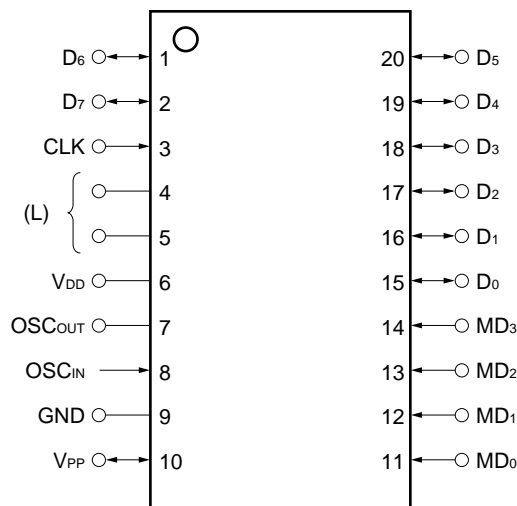 D6 1 20 D5
D7 2 19 D4
CLK 3 18 D3
4 17 D2
(L)
5 16 D1
VDD 6 15 D0
OSCOUT 7 14 MD3
OSCIN 8 13 MD2
GND 9 12 MD1
VPP 10 11 MD0